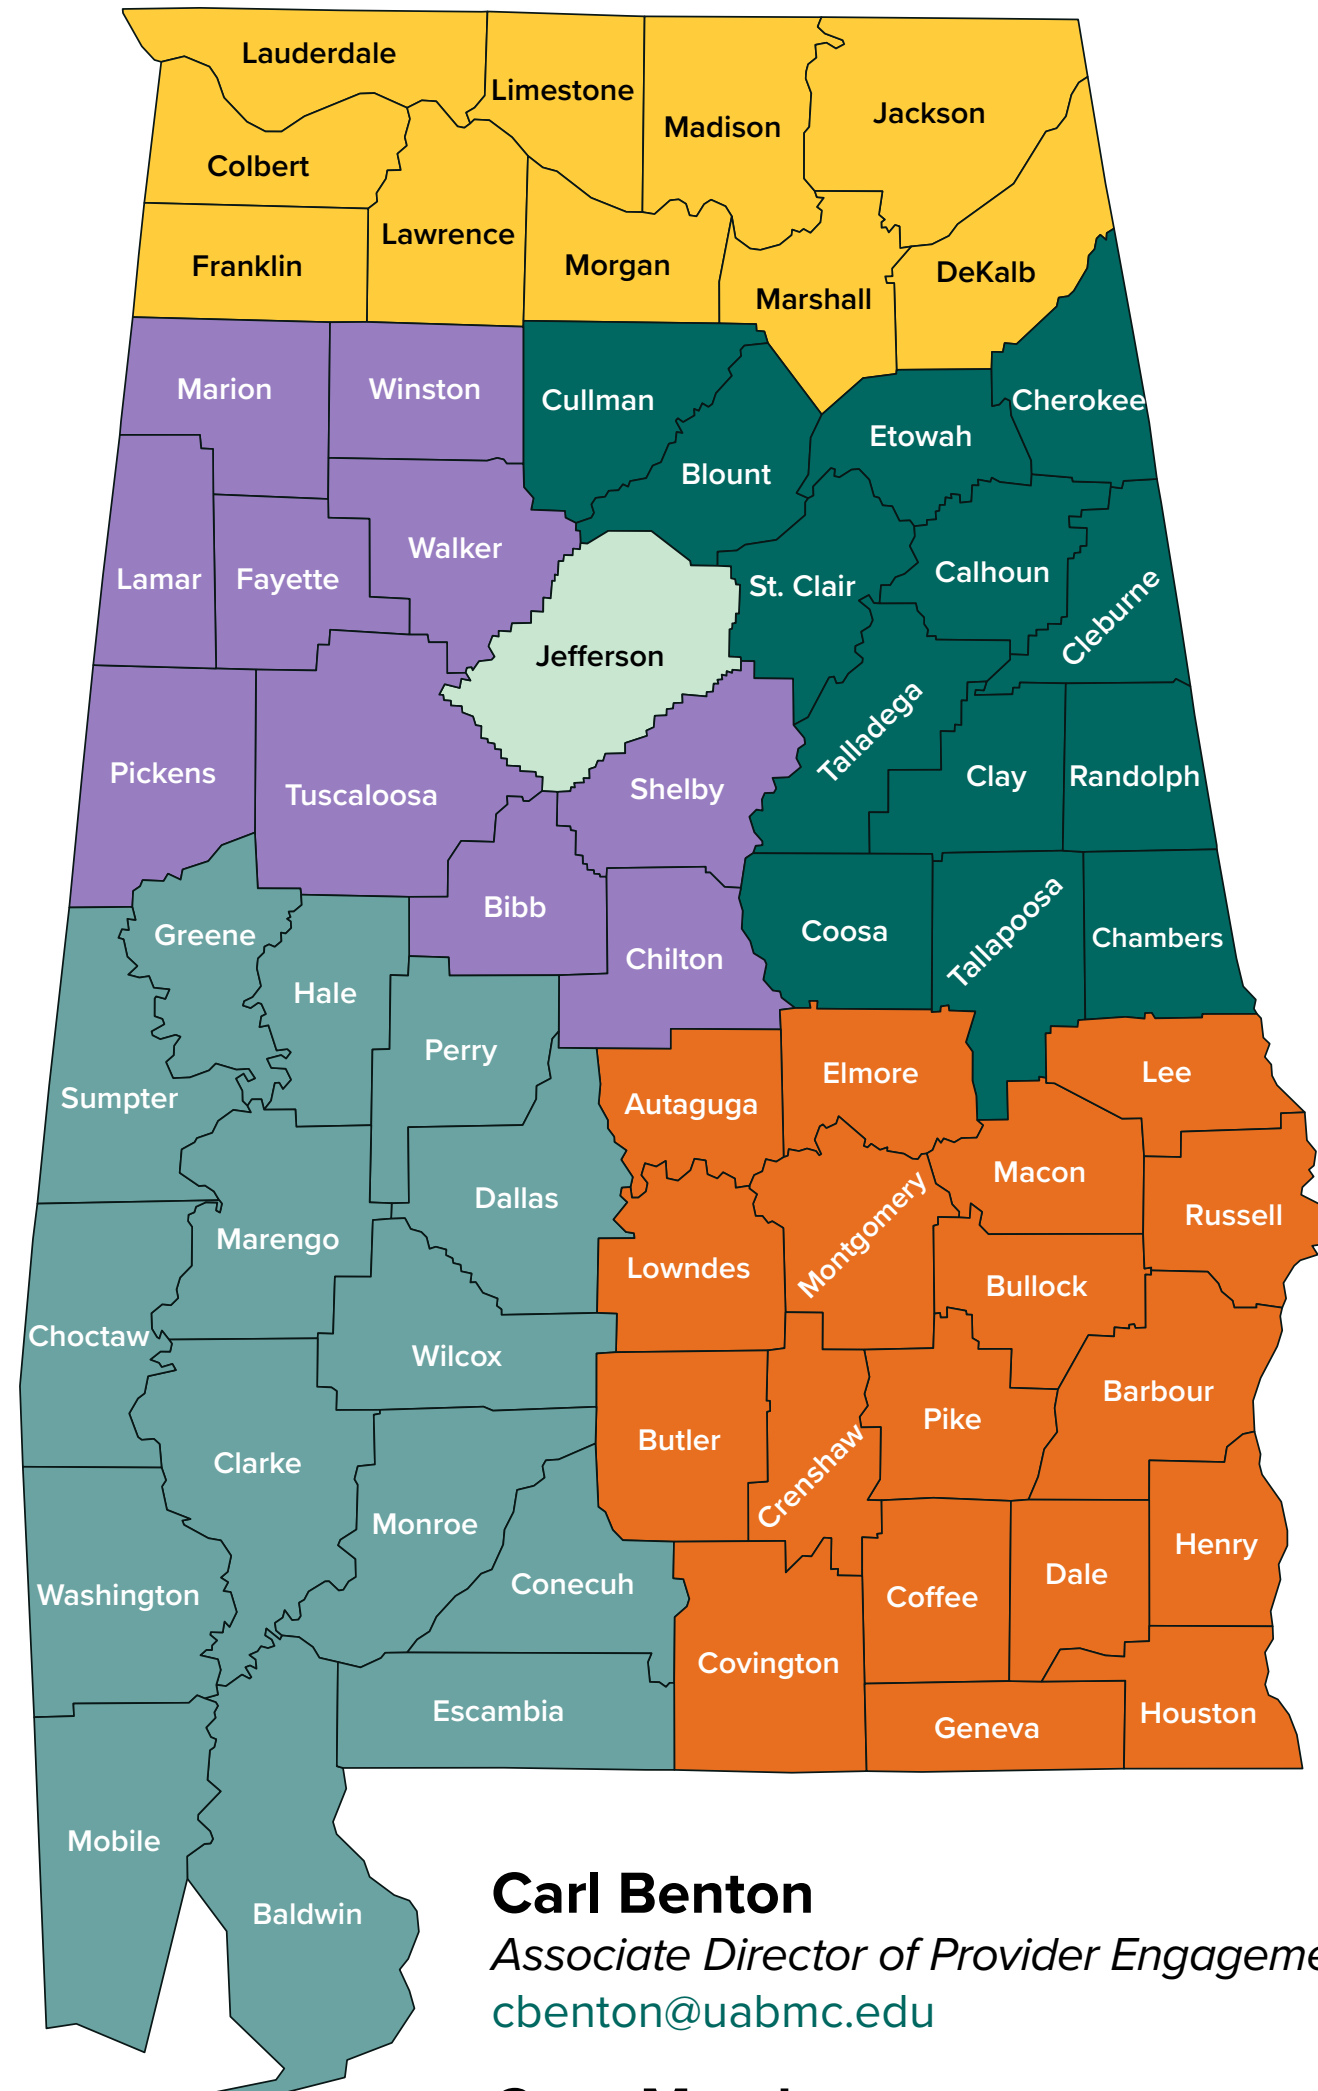 Lauderdale
Limestone
Madison
Jackson
Colbert
Lawrence
Franklin
Morgan
DeKalb
Marshall
Marion
Winston
Cullman
Cherokee
Etowah
Blount
Walker
Lamar
Fayette
St. Clair
Calhoun
Cleburne
Jefferson
Talladega
Pickens
Tuscaloosa
Shelby
Clay
Randolph
Bibb
Greene
Coosa
Tallapoosa
Chambers
Chilton
Hale
Perry
Elmore
Lee
Sumpter
Autaguga
Macon
Dallas
Montgomery
Russell
Marengo
Lowndes
Bullock
Choctaw
Wilcox
Barbour
Pike
Butler
Crenshaw
Clarke
Monroe
Henry
Conecuh
Dale
Washington
Coffee
Covington
Escambia
Houston
Geneva
Mobile
Baldwin
Carl Benton
Associate Director of Provider Engageme
cbenton@uabmc.edu